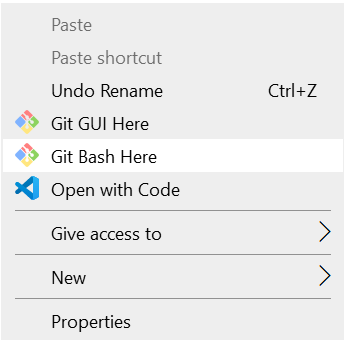 Paste
Paste shortcut
Undo Rename Ctrl+Z
Git GUI Here
Git Bash Here
Open with Code
Give access to
New
Properties